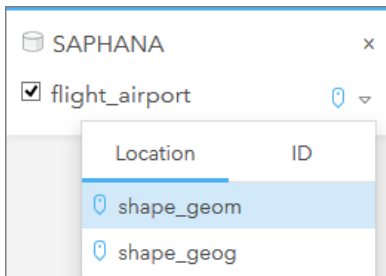 SAPHANA ×
flight_airport
Location ID
shape_geom
shape_geog